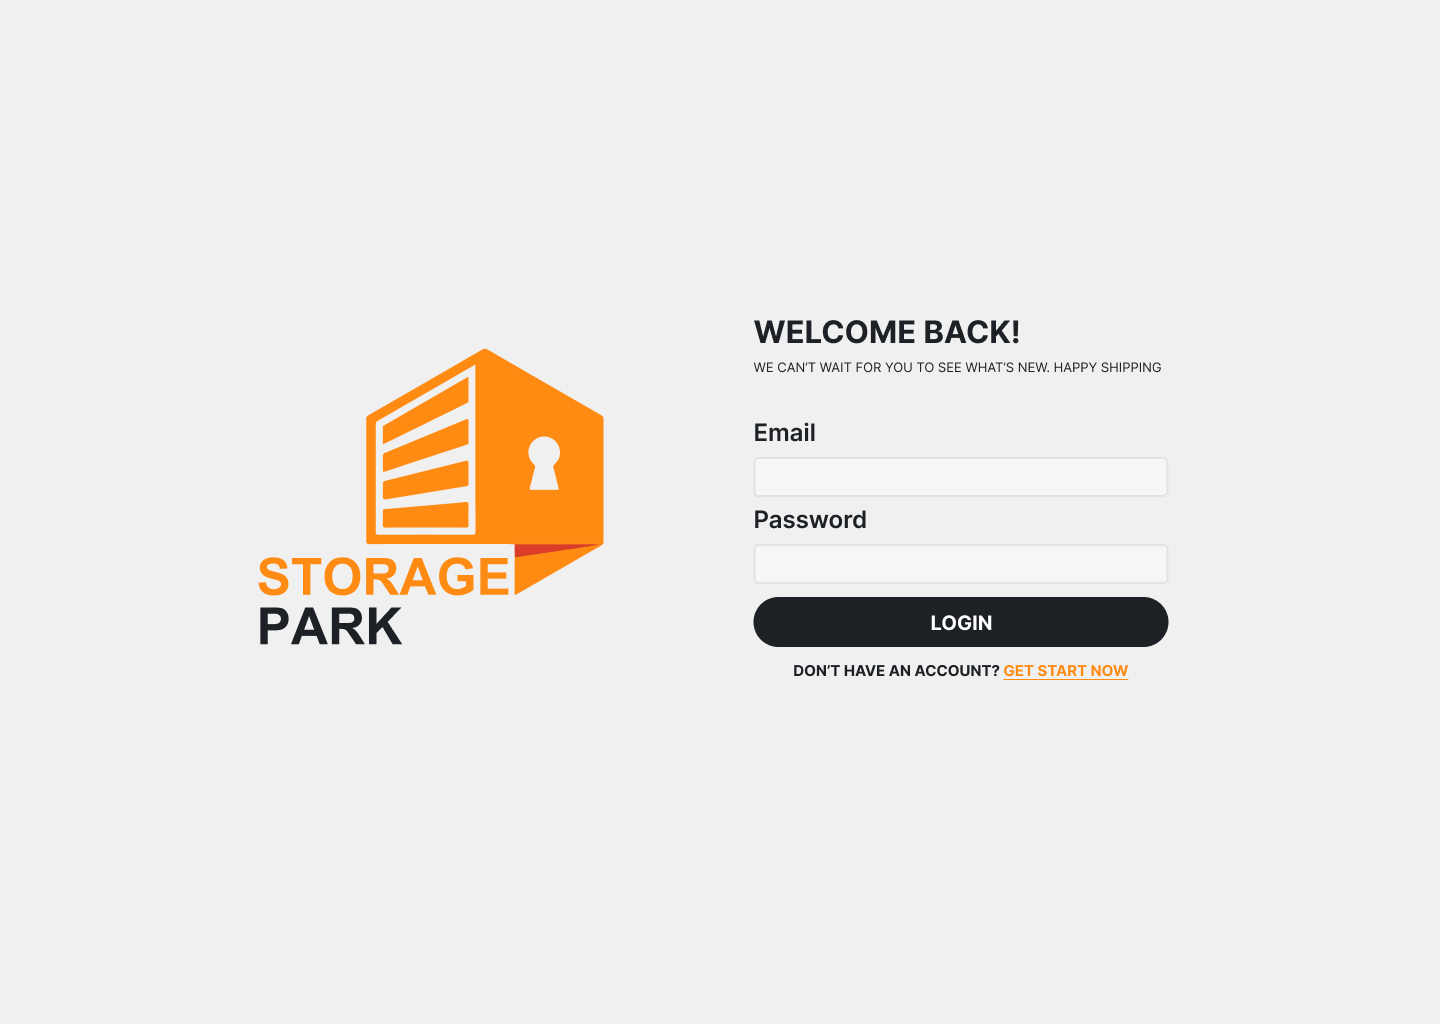 STORAGE
PARK
WELCOME BACK!
WE CAN'T WAIT FOR YOU TO SEE WHAT'S NEW. HAPPY SHIPPING
Email
Password
LOGIN
DON’T HAVE AN ACCOUNT? GET START NOW